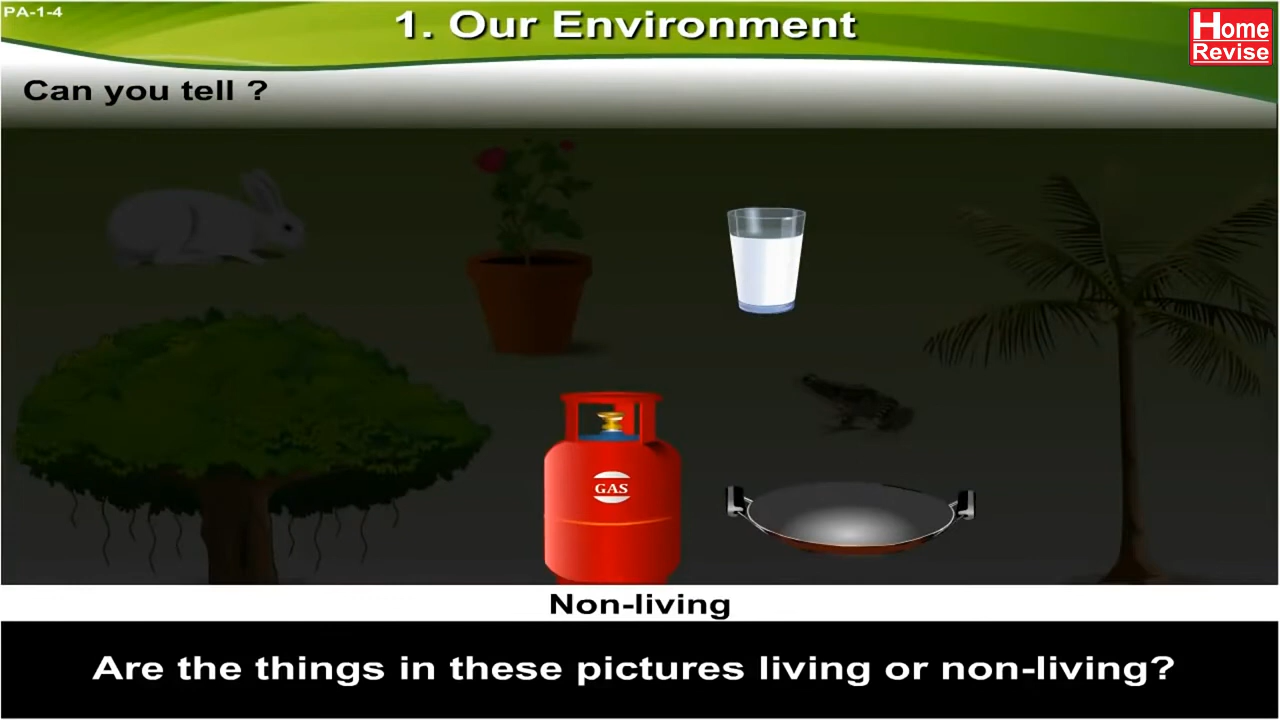 PA-1-4
1. Our Environment
Home
Revise
Can you tell ?
GAS
Non-living
Are the things in these pictures living or non-living?